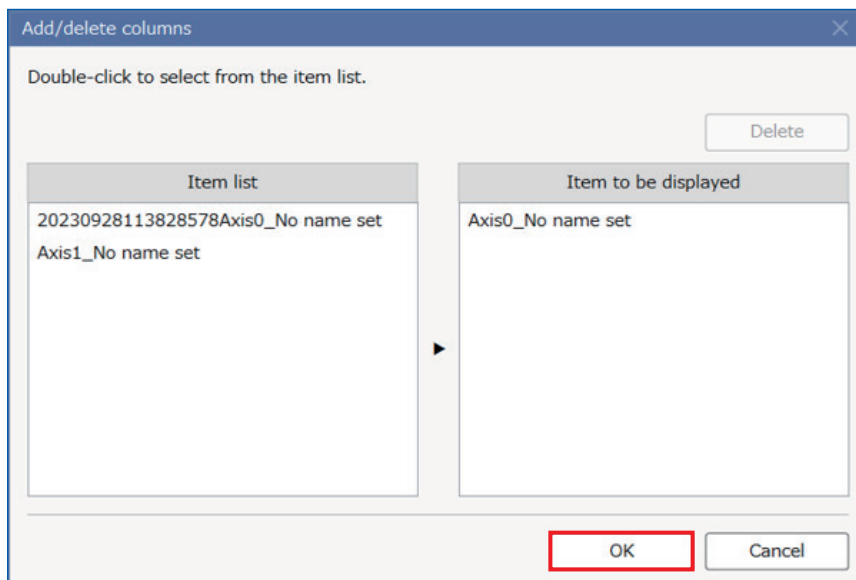 Add/delete columns
Double-click to select from the item list.
Delete
Item list
Item to be displayed
20230928113828578Axis0_No name set
Axis1_No name set
Axis0_No name set
OK
Cancel